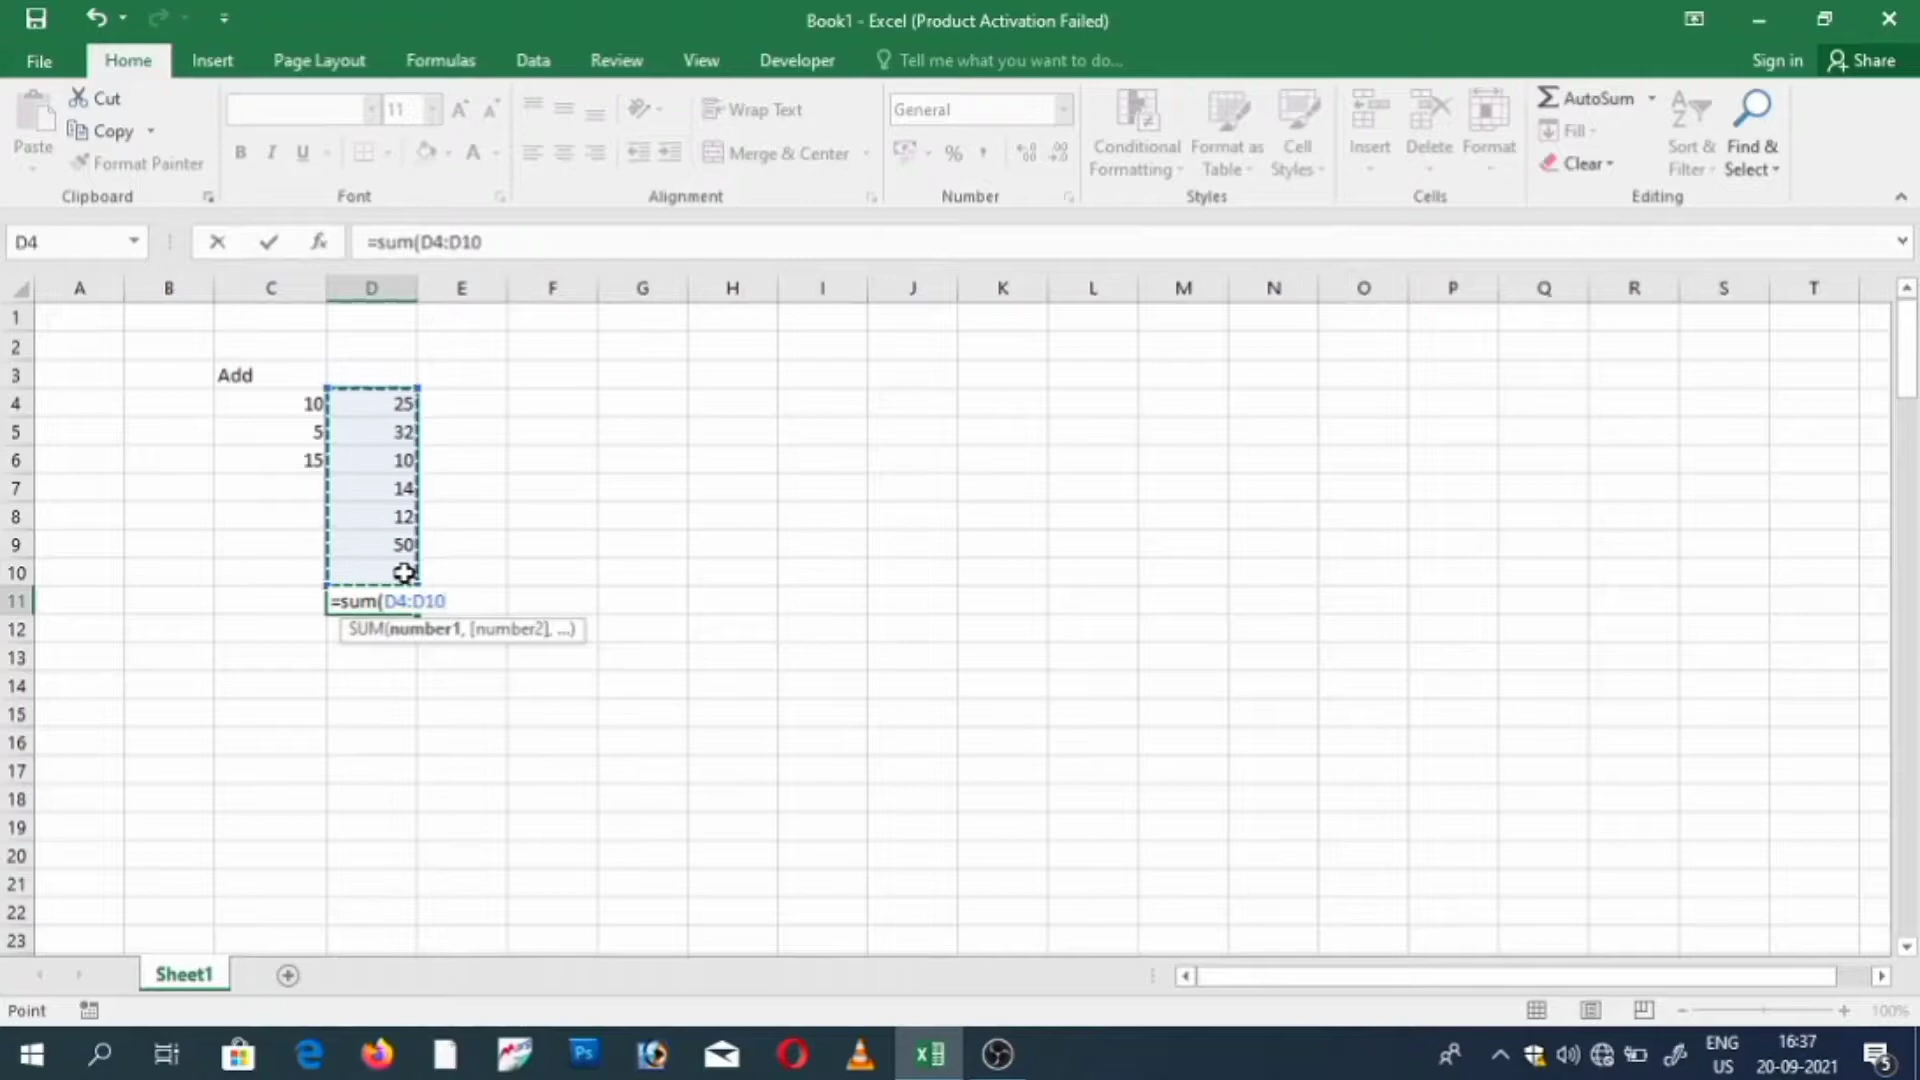 Book1 - Excel (Product Activation Failed)
File Home Insert Page Layout Formulas Data Review View Developer Tell me what you want to do... Sign in Share
Cut
Copy
Format Painter
Paste
Clipboard
11
B I U
Font
Wrap Text
Merge & Center
Alignment
General
%
Number
Conditional Formatting
Format as Table
Cell Styles
Styles
Insert Delete Format
Cells
AutoSum
Fill
Clear
Sort & Filter
Find & Select
Editing
D4 fx =sum(D4:D10
A B C D E F G H I J K L M N O P Q R S T
1
2
3 Add
4 10 25
5 5 32
6 15 10
7 14
8 12
9 50
10
11 =sum(D4:D10
12 SUM(number1, [number2], ...)
13
14
15
16
17
18
19
20
21
22
23
Sheet1
Point 100%
Ps
ENG
US
16:37
20-09-2021
5